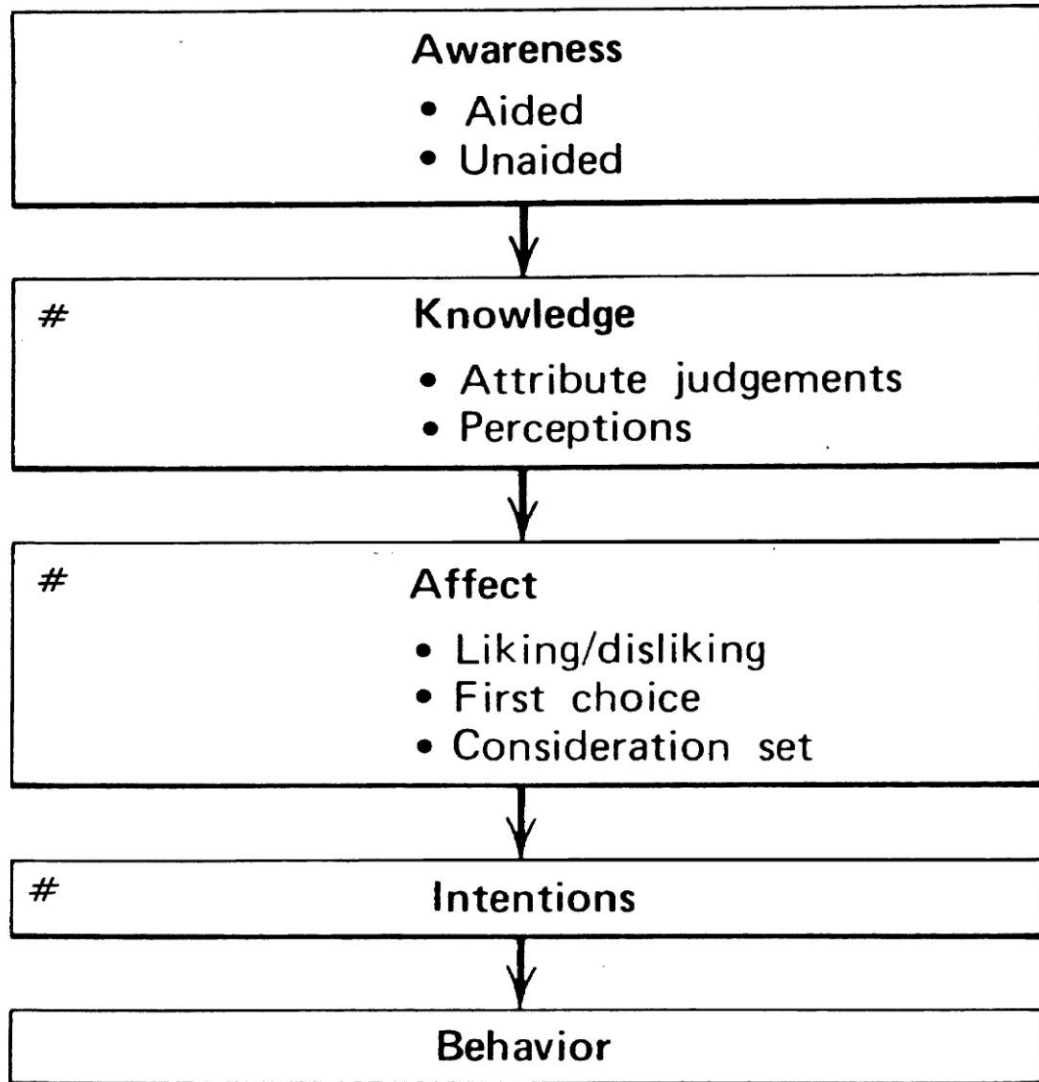 Awareness
• Aided
• Unaided
# Knowledge
• Attribute judgements
• Perceptions
# Affect
• Liking/disliking
• First choice
• Consideration set
# Intentions
Behavior